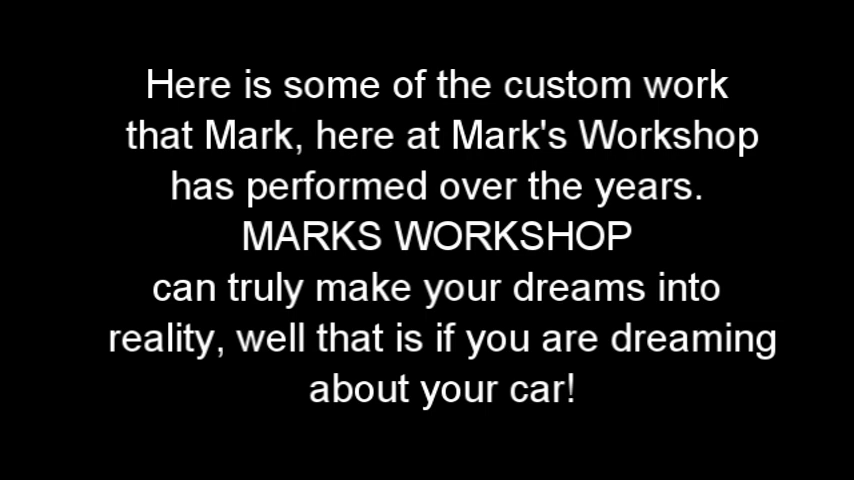 Here is some of the custom work
that Mark, here at Mark's Workshop
has performed over the years.
MARKS WORKSHOP
can truly make your dreams into
reality, well that is if you are dreaming
about your car!